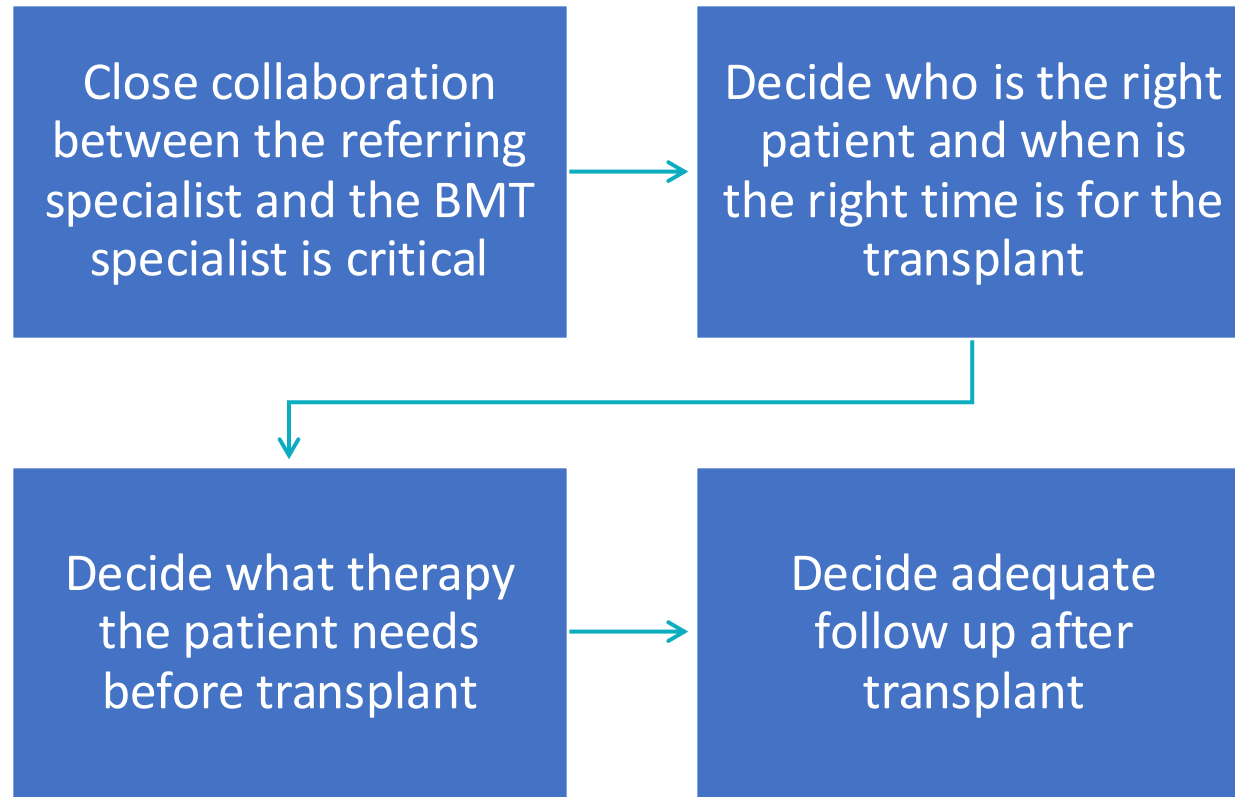 Close collaboration
between the referring
specialist and the BMT
specialist is critical
Decide who is the right
patient and when is
the right time is for the
transplant
Decide what therapy
the patient needs
before transplant
Decide adequate
follow up after
transplant